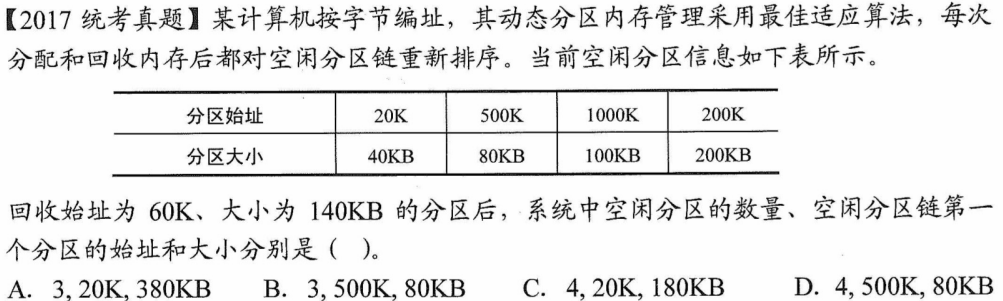 【2017 统考真题】某计算机按字节编址，其动态分区内存管理采用最佳适应算法，每次
分配和回收内存后都对空闲分区链重新排序。当前空闲分区信息如下表所示。
分区始址 20K 500K 1000K 200K
分区大小 40KB 80KB 100KB 200KB
回收始址为 60K、大小为 140KB 的分区后，系统中空闲分区的数量、空闲分区链第一
个分区的始址和大小分别是（ ）。
A. 3, 20K, 380KB B. 3, 500K, 80KB C. 4, 20K, 180KB D. 4, 500K, 80KB